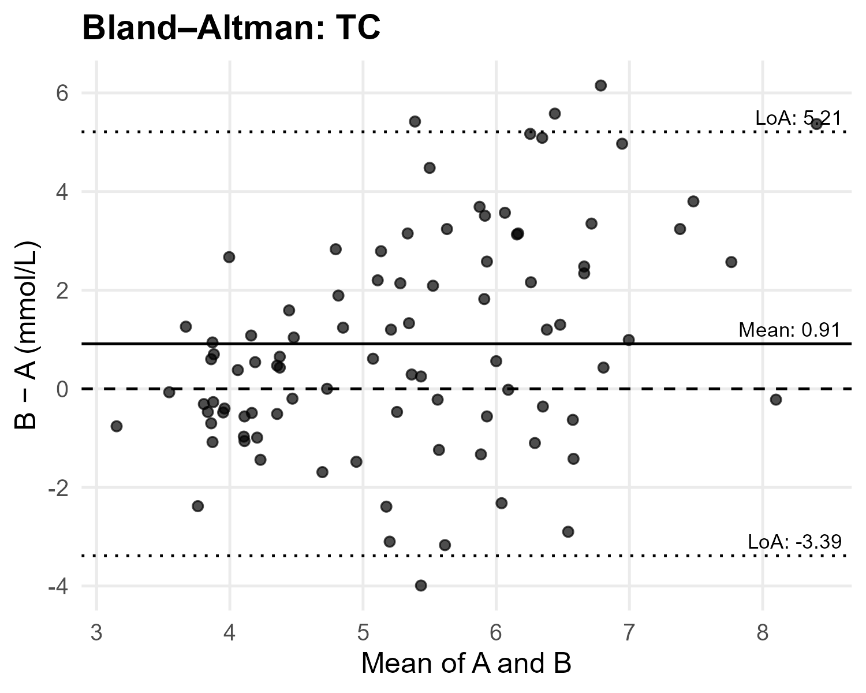 Bland–Altman: TC
B − A (mmol/L)
6
4
2
0
-2
-4
LoA: 5.21
Mean: 0.91
LoA: -3.39
3 4 5 6 7 8
Mean of A and B